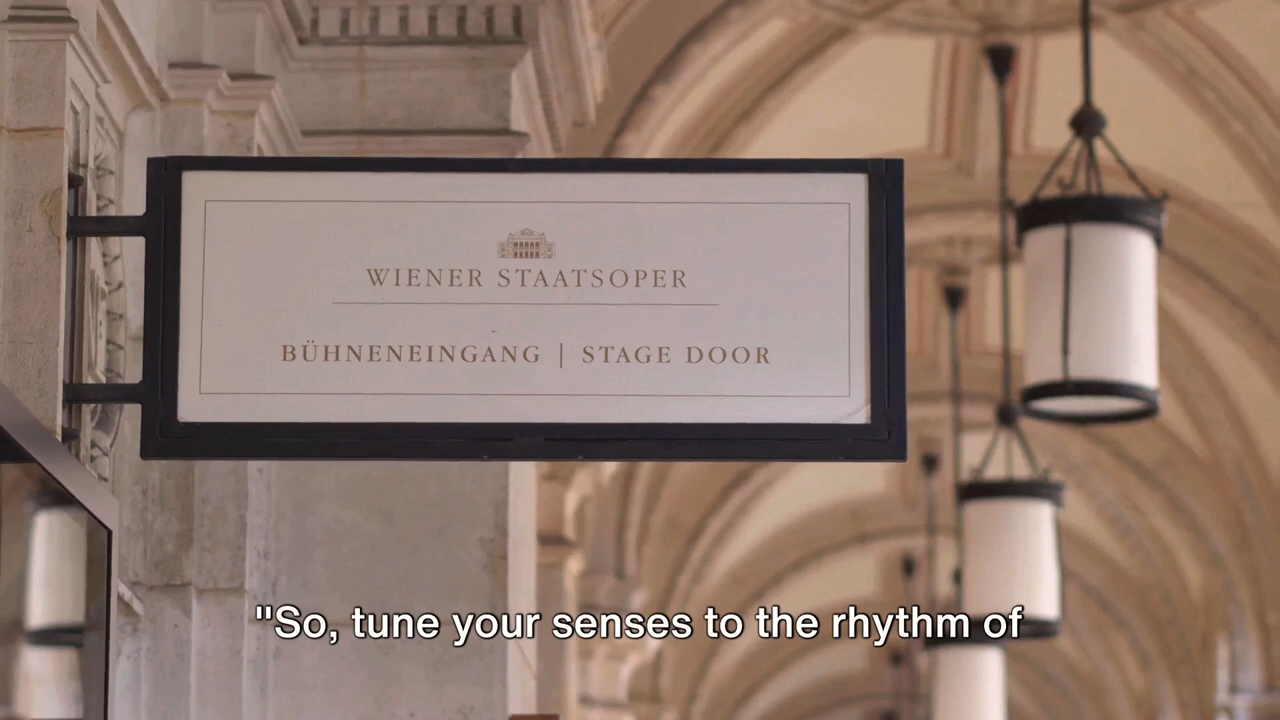 WIENER STAATSOPER
BÜHNENEINGANG | STAGE DOOR
"So, tune your senses to the rhythm of